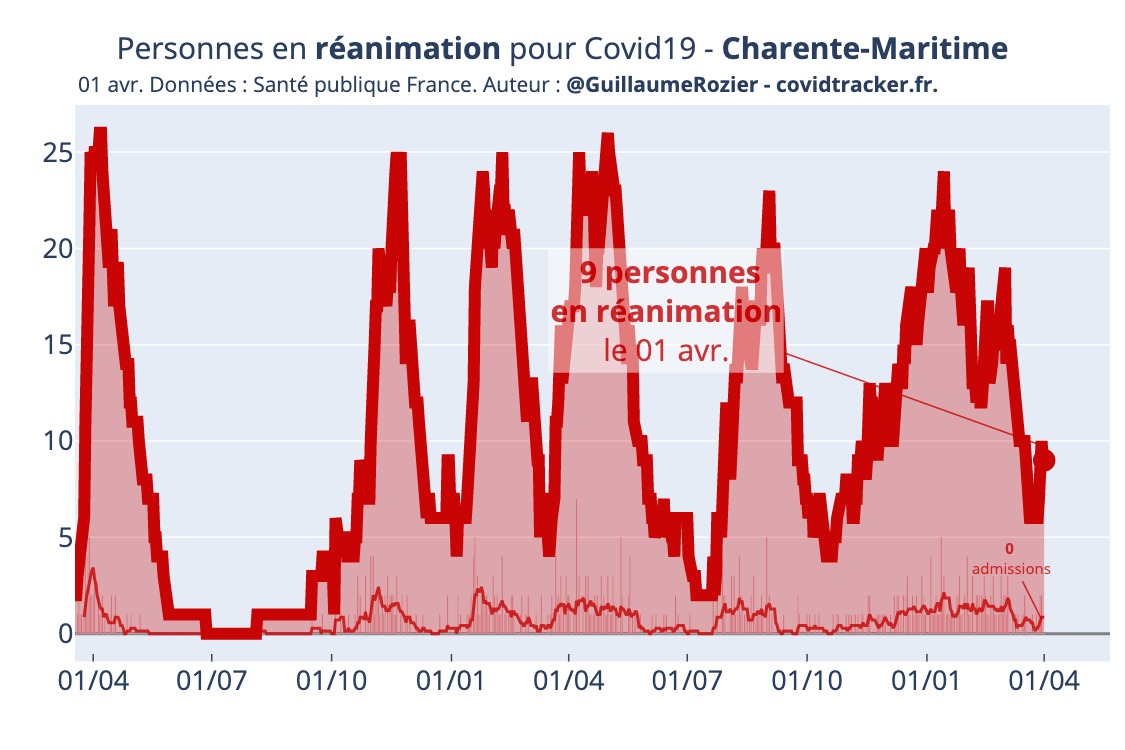 Personnes en réanimation pour Covid19 - Charente-Maritime
01 avr. Données : Santé publique France. Auteur : @GuillaumeRozier - covidtracker.fr.
25
20
15
10
5
0
9 personnes
en réanimation
le 01 avr.
0
admissions
01/04 01/07 01/10 01/01 01/04 01/07 01/10 01/01 01/04